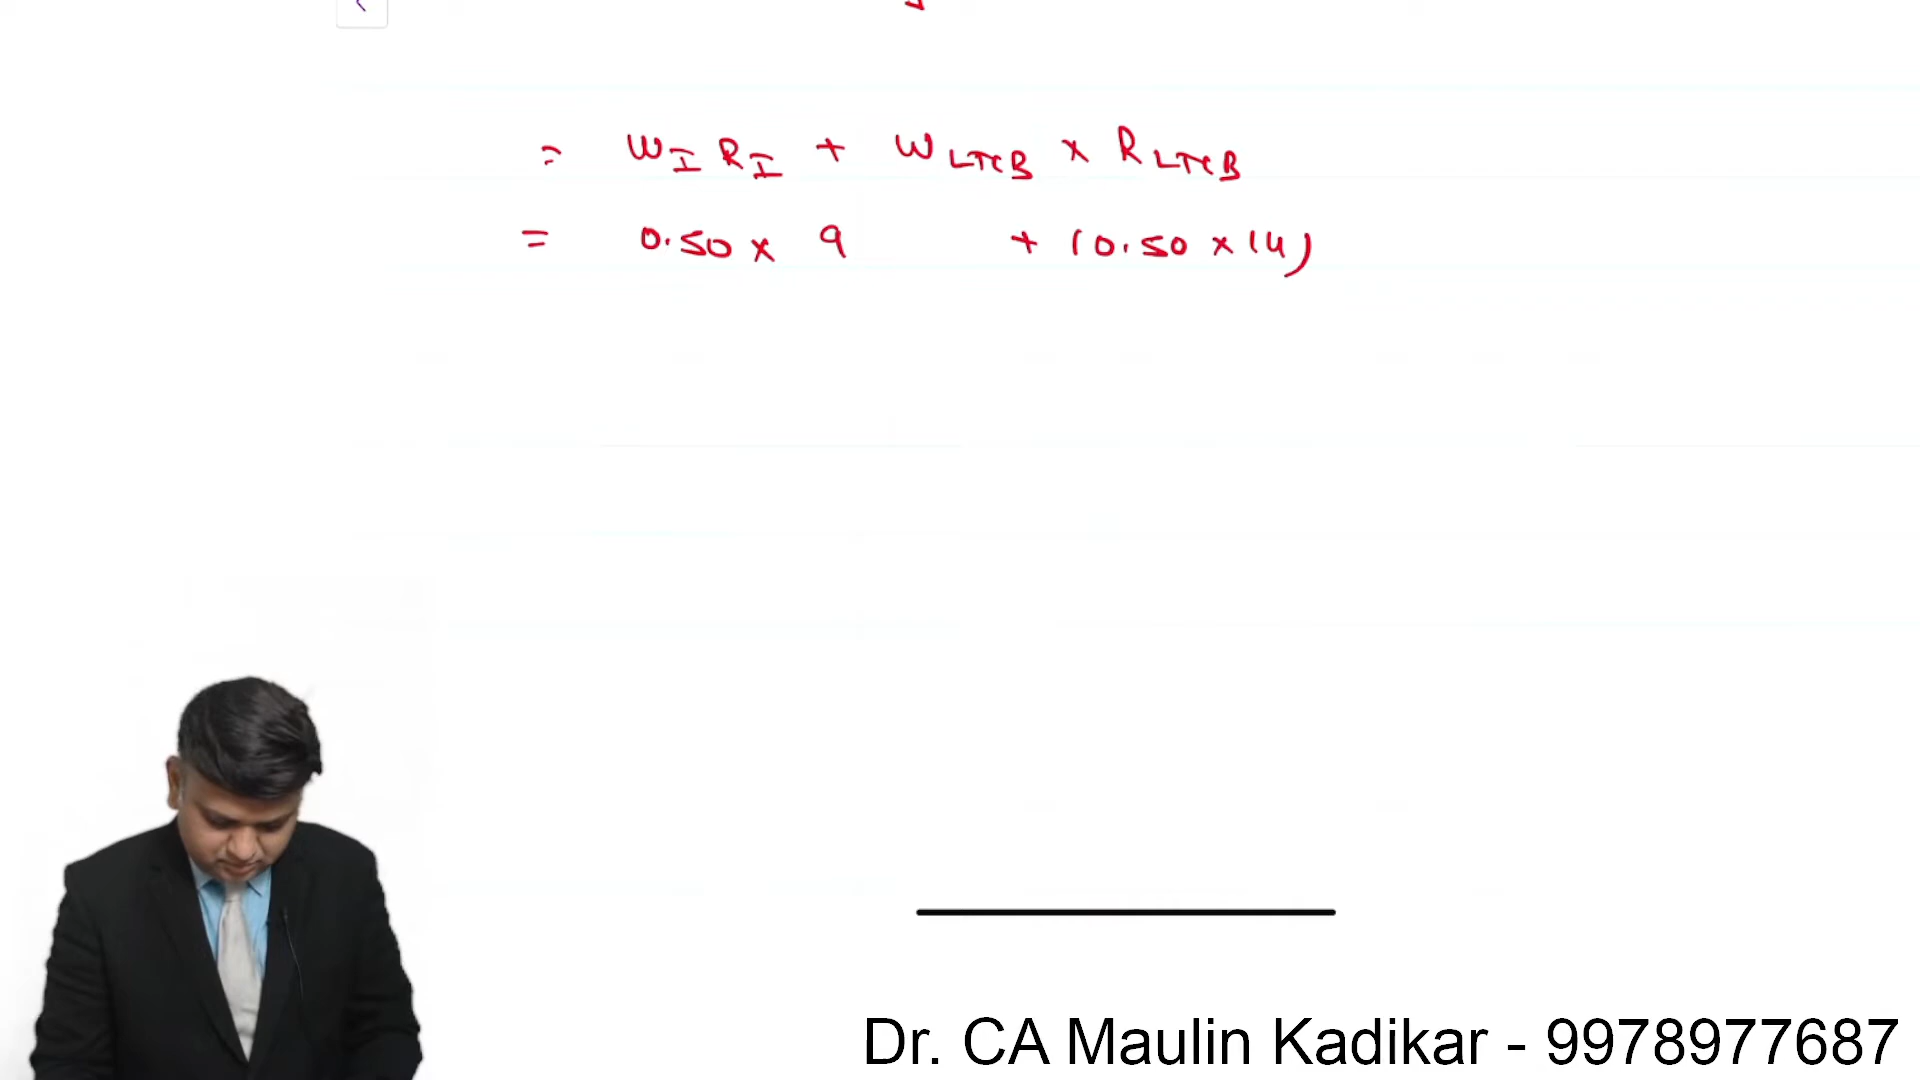 = W_I R_I + W_LTCB × R_LTCB
= 0.50 × 9 + (0.50 × 14)
Dr. CA Maulin Kadikar - 9978977687